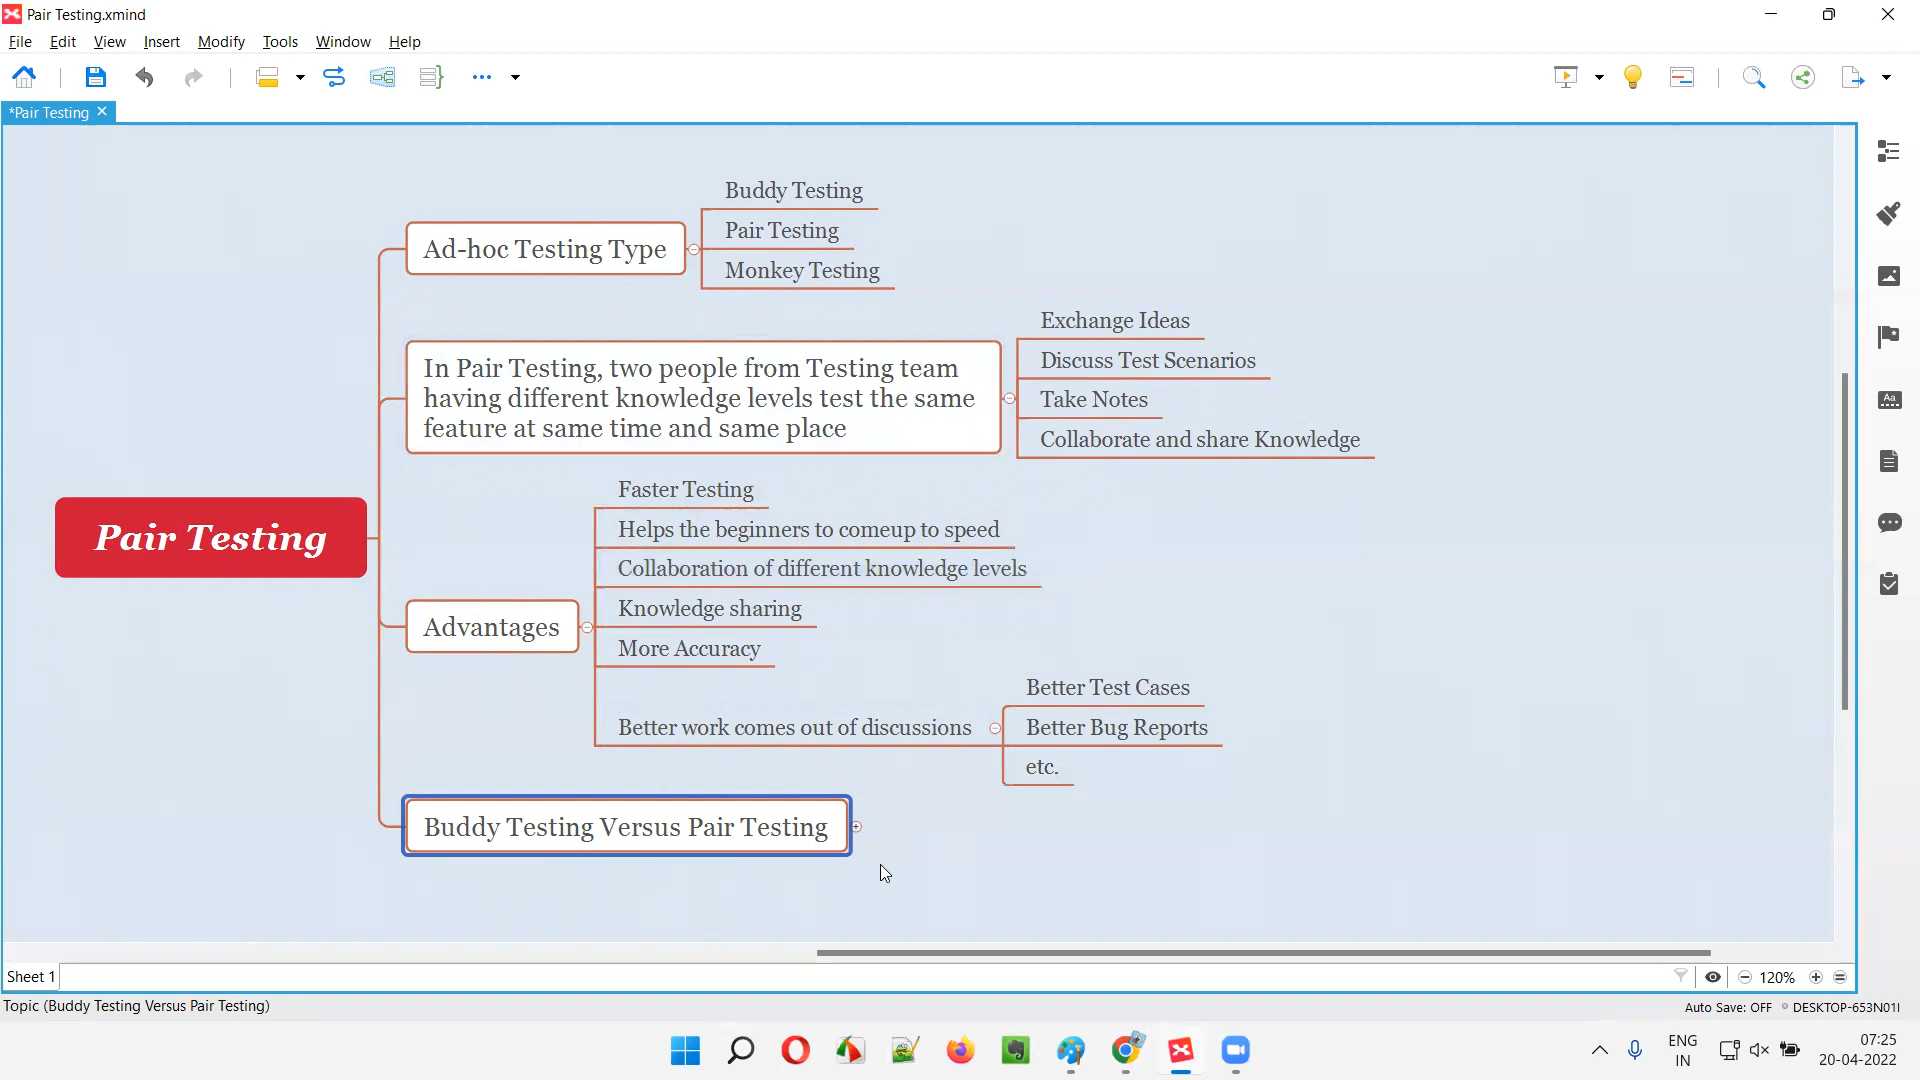 Pair Testing.xmind
File Edit View Insert Modify Tools Window Help
*Pair Testing
Buddy Testing
Pair Testing
Monkey Testing
Ad-hoc Testing Type
Exchange Ideas
Discuss Test Scenarios
Take Notes
Collaborate and share Knowledge
In Pair Testing, two people from Testing team
having different knowledge levels test the same
feature at same time and same place
Pair Testing
Faster Testing
Helps the beginners to comeup to speed
Collaboration of different knowledge levels
Knowledge sharing
More Accuracy
Advantages
Better work comes out of discussions
Better Test Cases
Better Bug Reports
etc.
Buddy Testing Versus Pair Testing
Aa
Sheet 1
120%
Topic (Buddy Testing Versus Pair Testing)
Auto Save: OFF
DESKTOP-653N01I
ENG
IN
07:25
20-04-2022